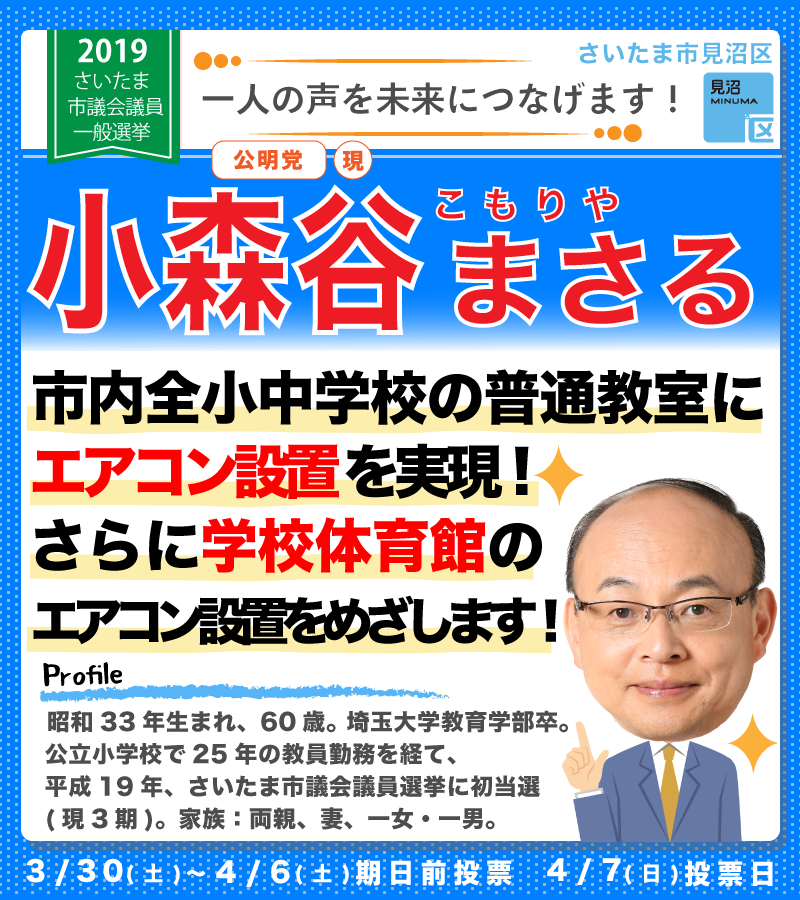 2019
さいたま
市議会議員
一般選挙
さいたま市見沼区
一人の声を未来につなげます!
見沼
MINUMA
区
公明党 現
こもりや
小森谷 まさる
市内全小中学校の普通教室に
エアコン設置を実現!
さらに学校体育館の
エアコン設置をめざします!
Profile
昭和33年生まれ、60歳。埼玉大学教育学部卒。
公立小学校で25年の教員勤務を経て、
平成19年、さいたま市議会議員選挙に初当選
(現3期)。家族:両親、妻、一女・一男。
3/30(土)~4/6(土)期日前投票 4/7(日)投票日